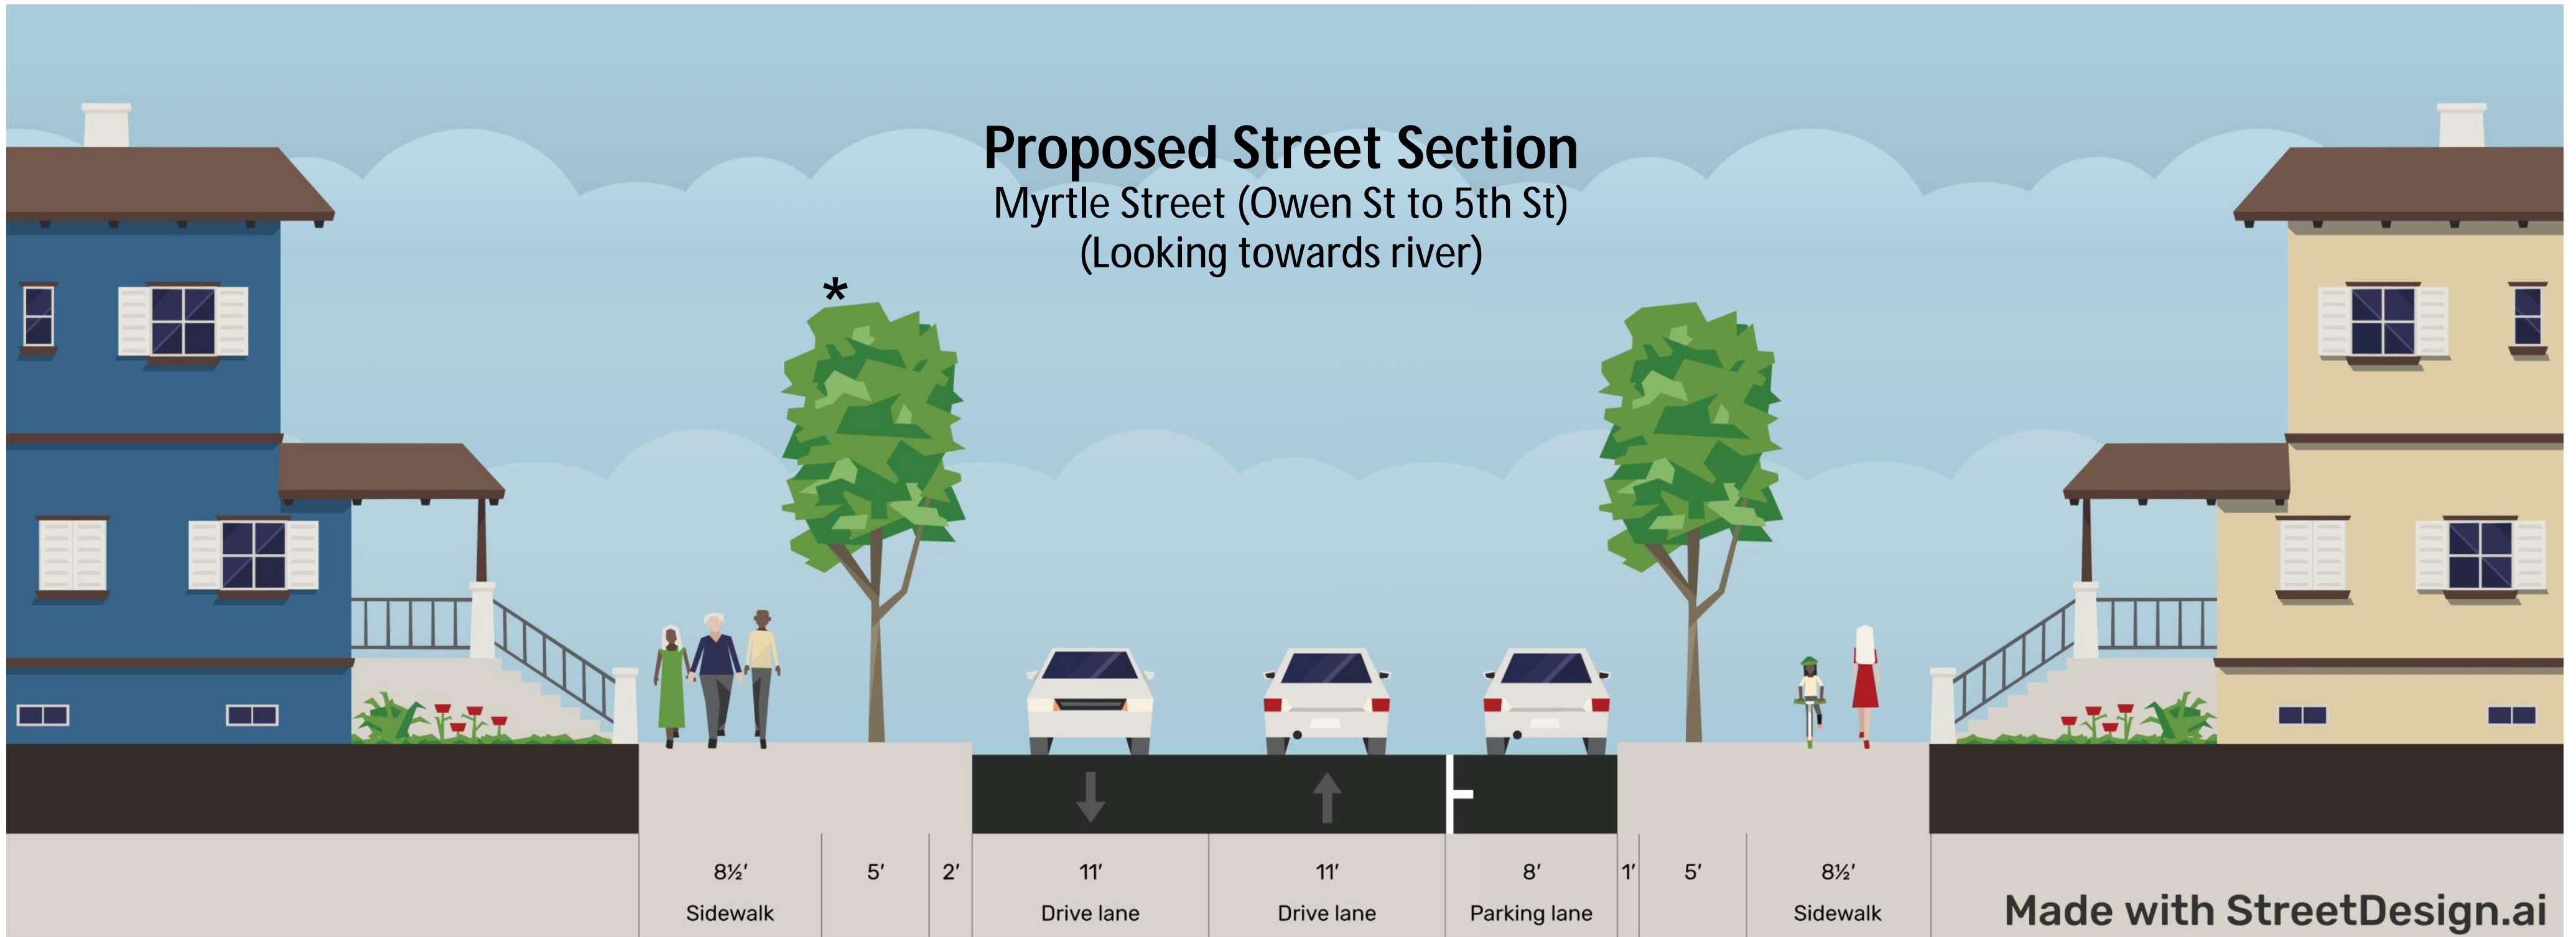 Proposed Street Section
Myrtle Street (Owen St to 5th St)
(Looking towards river)
*
8½′ 5′ 2′ 11′ 11′ 8′ 1′ 5′ 8½′
Sidewalk Drive lane Drive lane Parking lane Sidewalk
Made with StreetDesign.ai